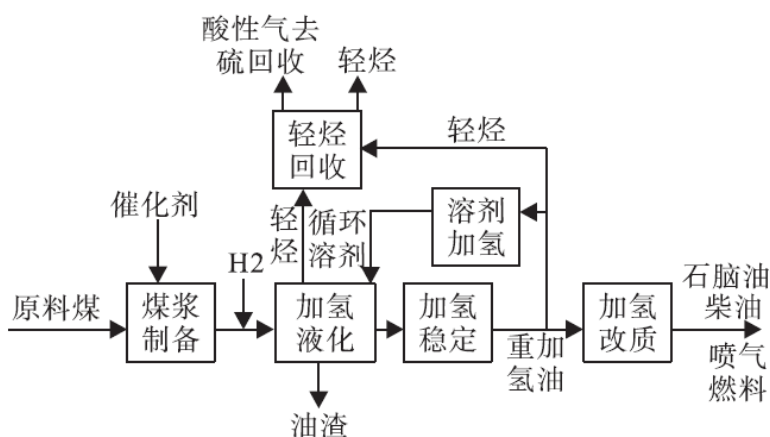 酸性气去
硫回收
轻烃
轻烃
回收
轻烃
催化剂
轻
烃
循环
溶剂
溶剂
加氢
H2
原料煤
煤浆
制备
加氢
液化
加氢
稳定
重加
氢油
加氢
改质
石脑油
柴油
喷气
燃料
油渣